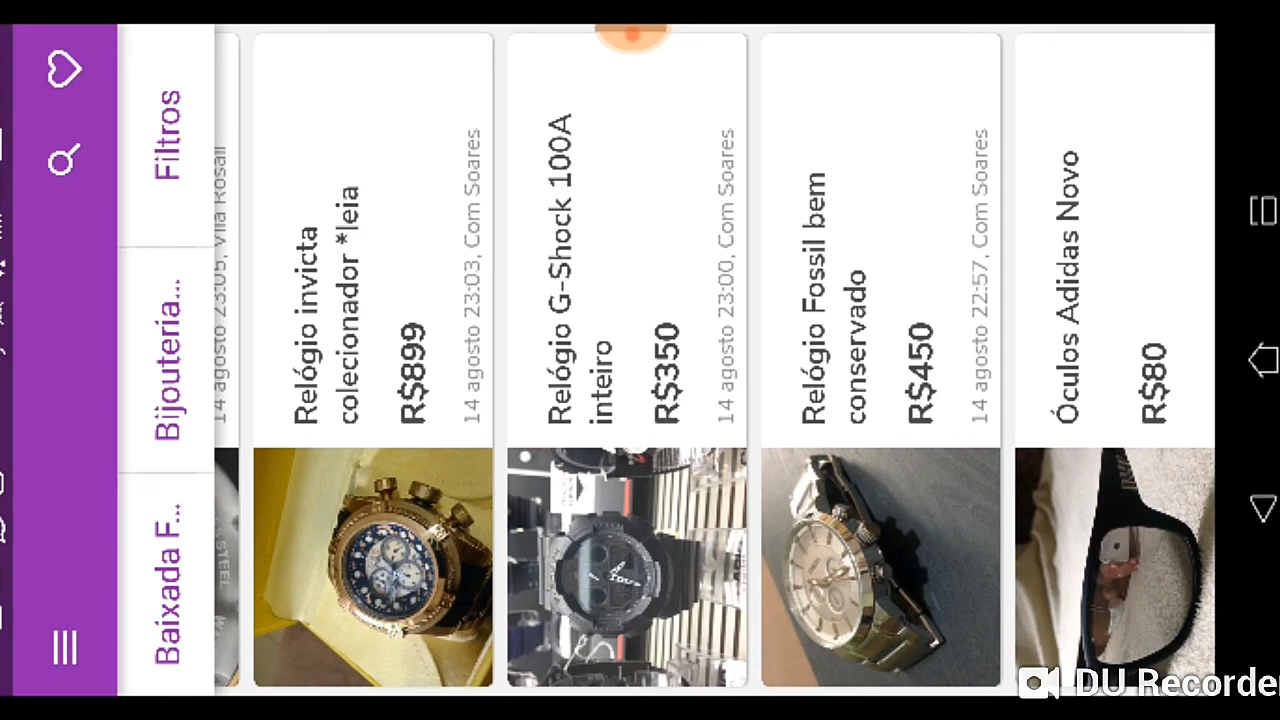 Baixada F...
Bijouteria...
Filtros
14 agosto 23:05, Vila Rosali
Relógio invicta
colecionador *leia
R$899
14 agosto 23:03, Com Soares
Relógio G-Shock 100A
inteiro
R$350
14 agosto 23:00, Com Soares
Relógio Fossil bem
conservado
R$450
14 agosto 22:57, Com Soares
Óculos Adidas Novo
R$80
DU Recorder